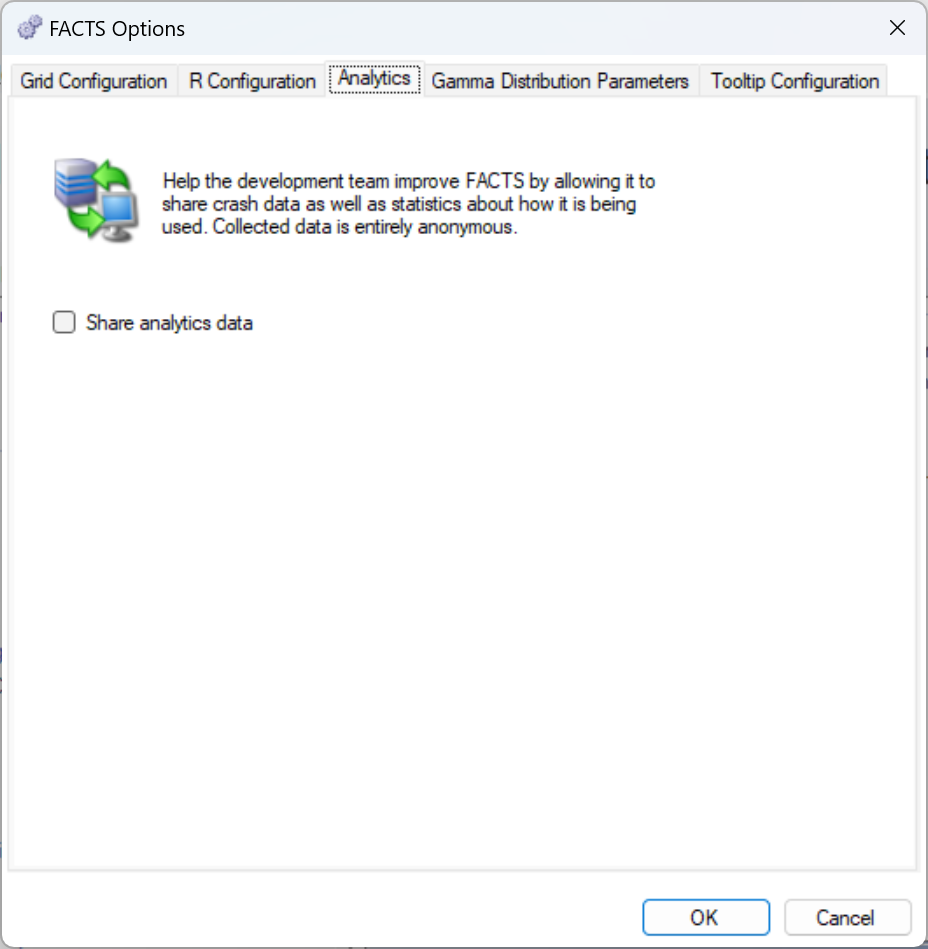 FACTS Options
Grid Configuration
R Configuration
Analytics
Gamma Distribution Parameters
Tooltip Configuration
Help the development team improve FACTS by allowing it to
share crash data as well as statistics about how it is being
used. Collected data is entirely anonymous.
Share analytics data
OK
Cancel